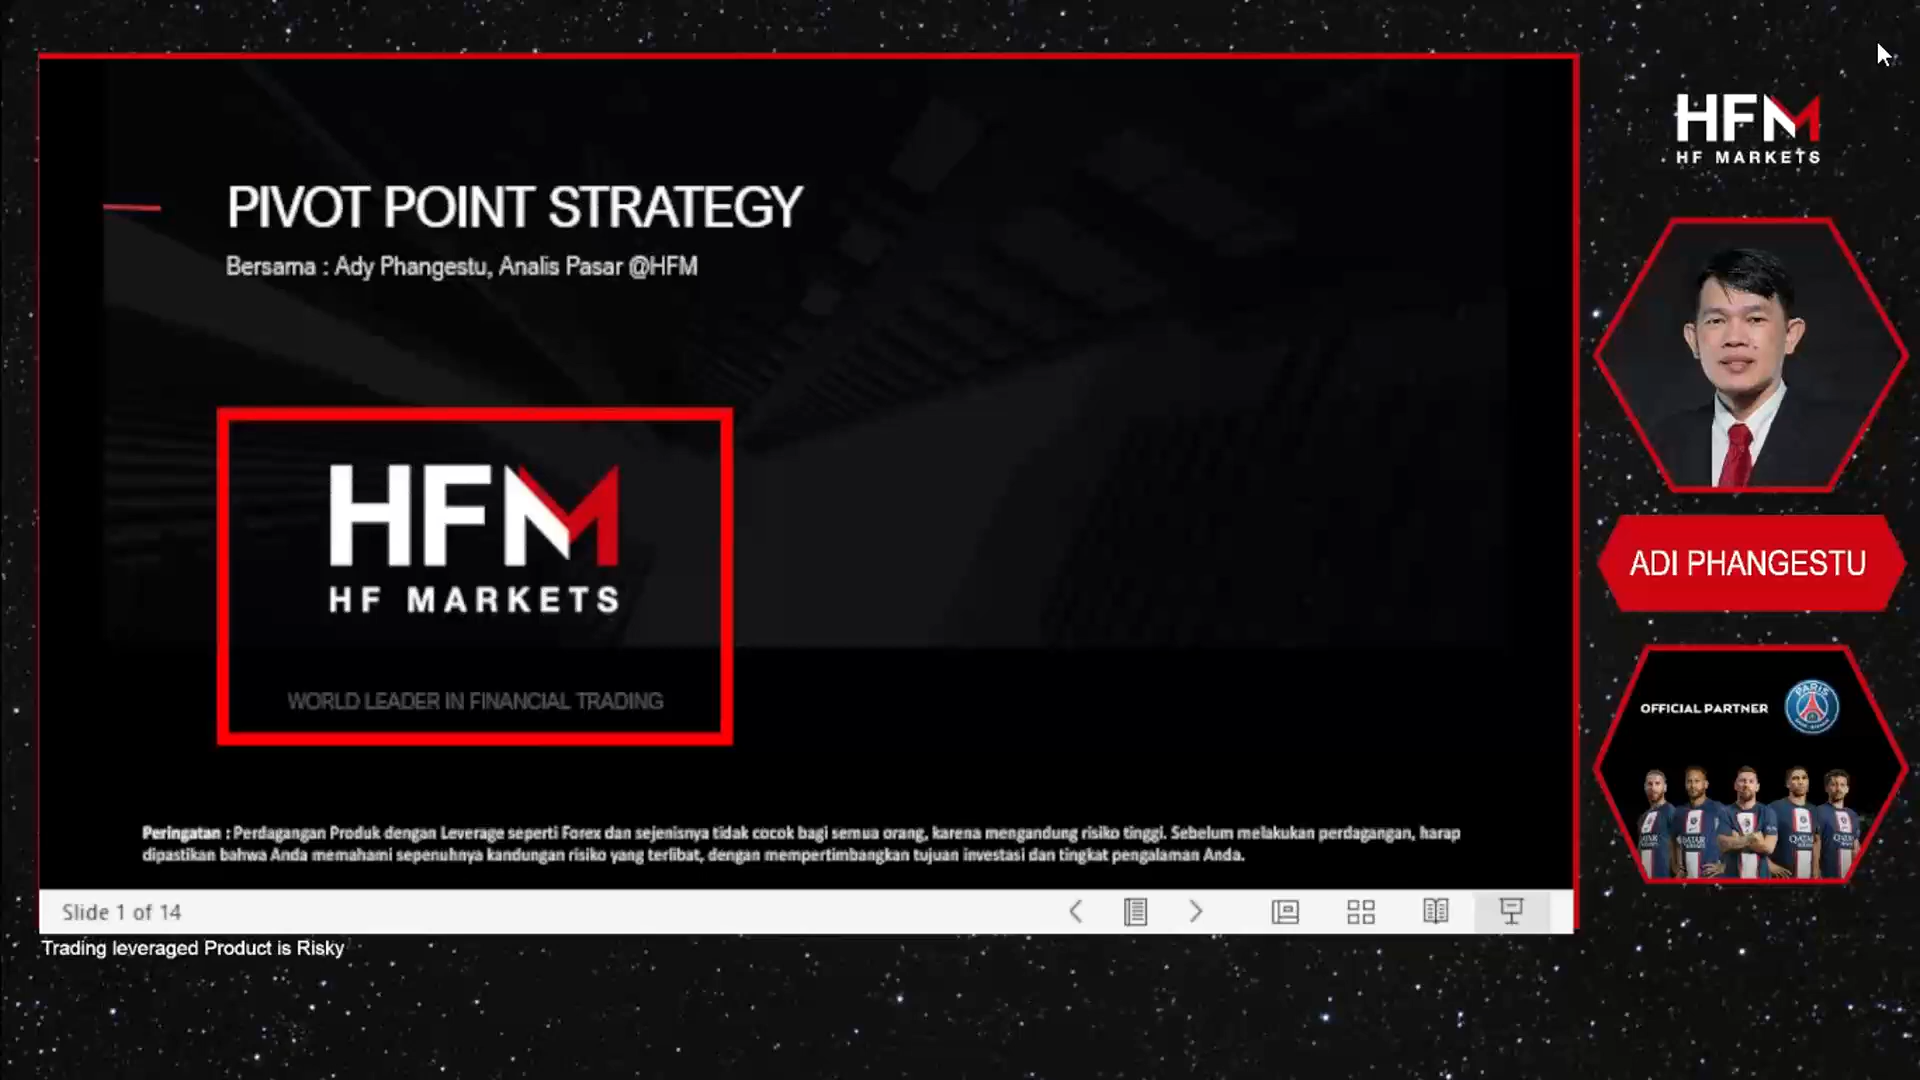 PIVOT POINT STRATEGY
Bersama : Ady Phangestu, Analis Pasar @HFM
HFM
HF MARKETS
WORLD LEADER IN FINANCIAL TRADING
Peringatan : Perdagangan Produk dengan Leverage seperti Forex dan sejenisnya tidak cocok bagi semua orang, karena mengandung risiko tinggi. Sebelum melakukan perdagangan, harap
dipastikan bahwa Anda memahami sepenuhnya kandungan risiko yang terlibat, dengan mempertimbangkan tujuan investasi dan tingkat pengalaman Anda.
Slide 1 of 14
Trading leveraged Product is Risky
HFM
HF MARKETS
ADI PHANGESTU
OFFICIAL PARTNER
PARIS
QATAR